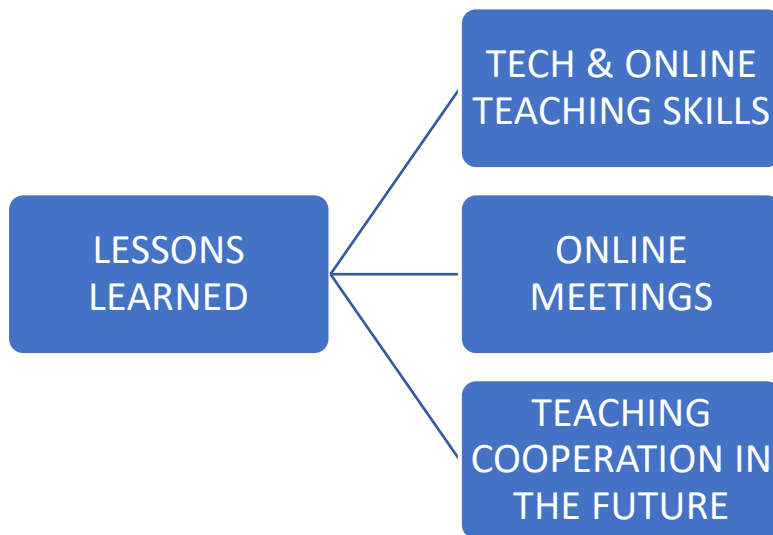 LESSONS
LEARNED
TECH & ONLINE
TEACHING SKILLS
ONLINE
MEETINGS
TEACHING
COOPERATION IN
THE FUTURE